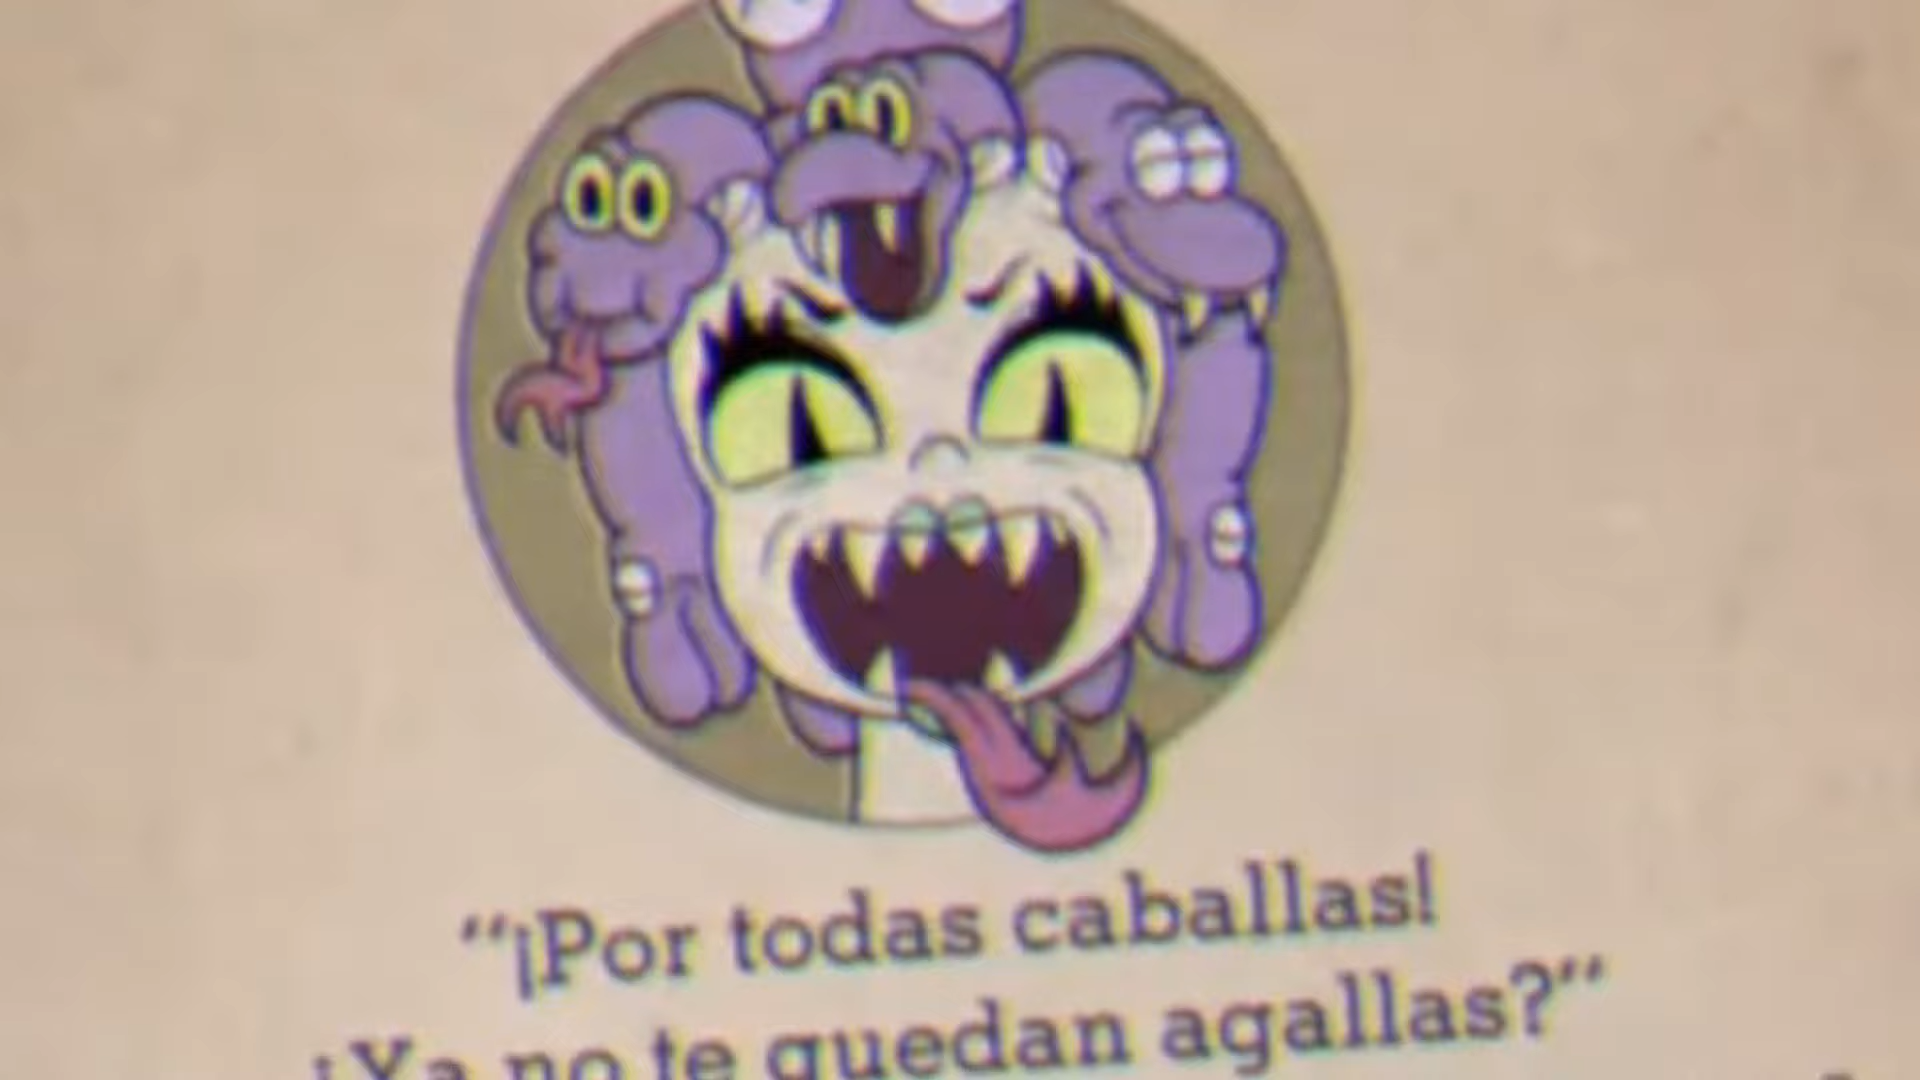 “¡Por todas caballas!
¿Ya no te quedan agallas?“